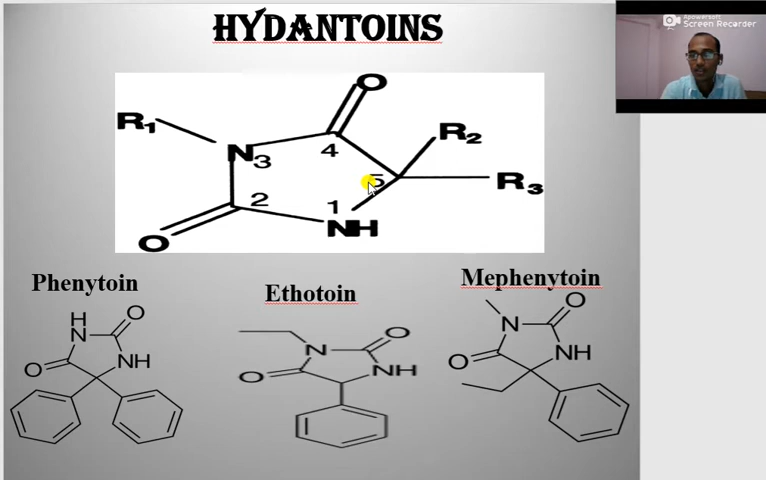 HYDANTOINS
Apowersoft
Screen Recorder
O
R1
R2
N3
4
5
R3
2
1
NH
O
Phenytoin
Ethotoin
Mephenytoin
H
N
O
O
NH
N
O
O
NH
N
O
O
NH